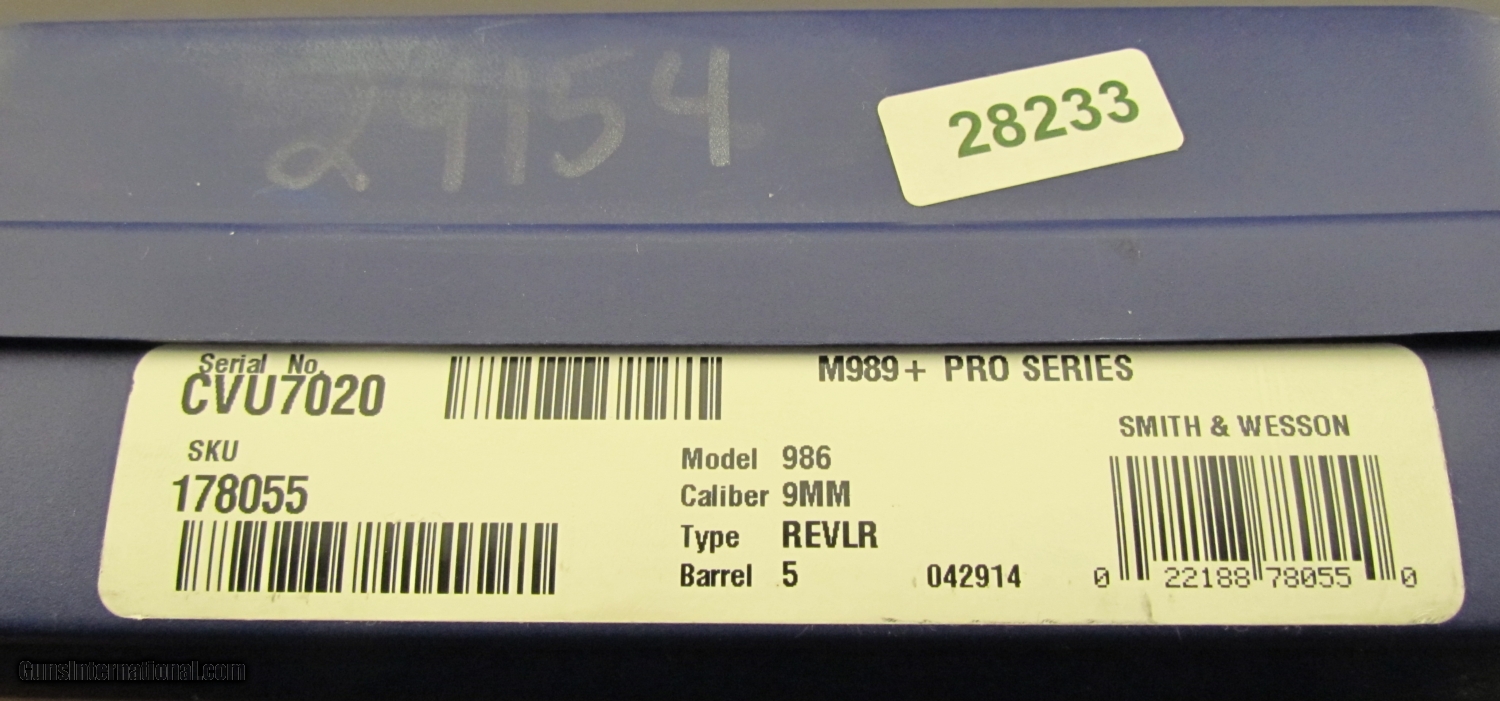 29154
28233
Serial No.
CVU7020
M989+ PRO SERIES
SMITH & WESSON
SKU
178055
Model 986
Caliber 9MM
Type REVLR
Barrel 5
042914
0 22188 78055 0
GunsInternational.com